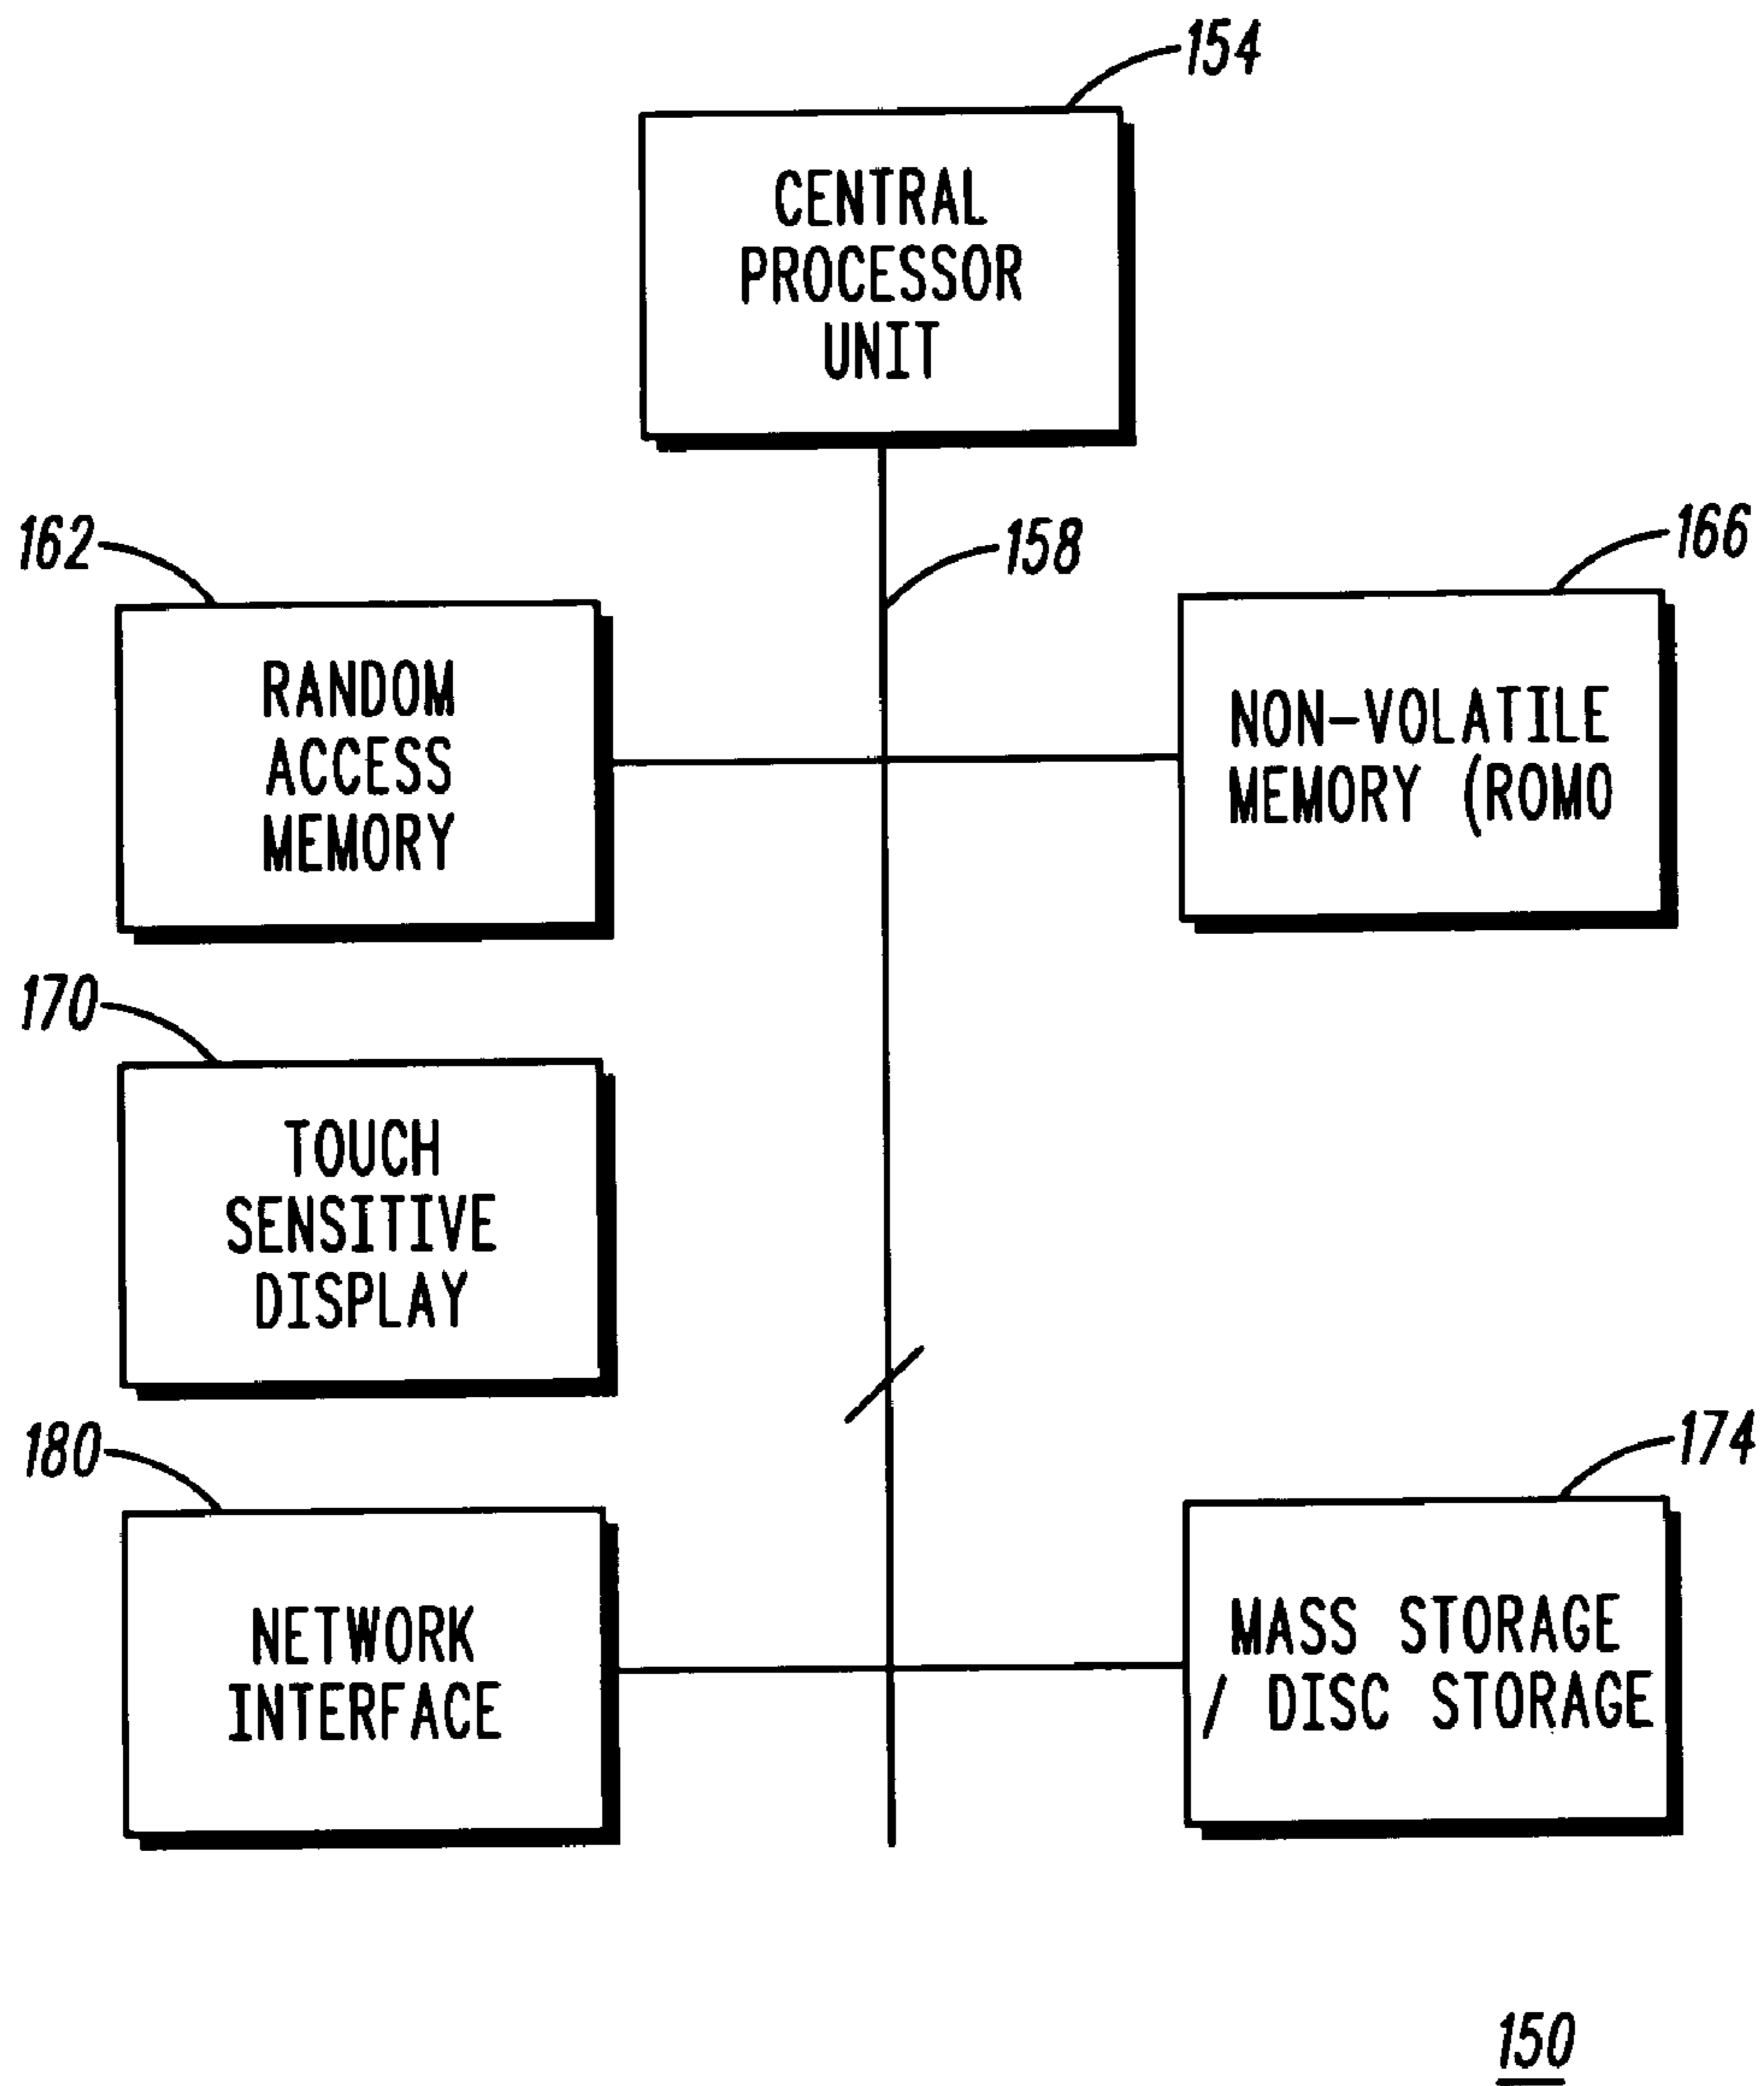 154
CENTRAL
PROCESSOR
UNIT
162
158
166
RANDOM
ACCESS
MEMORY
NON-VOLATILE
MEMORY (ROMO
170
TOUCH
SENSITIVE
DISPLAY
180
174
NETWORK
INTERFACE
MASS STORAGE
/ DISC STORAGE
150